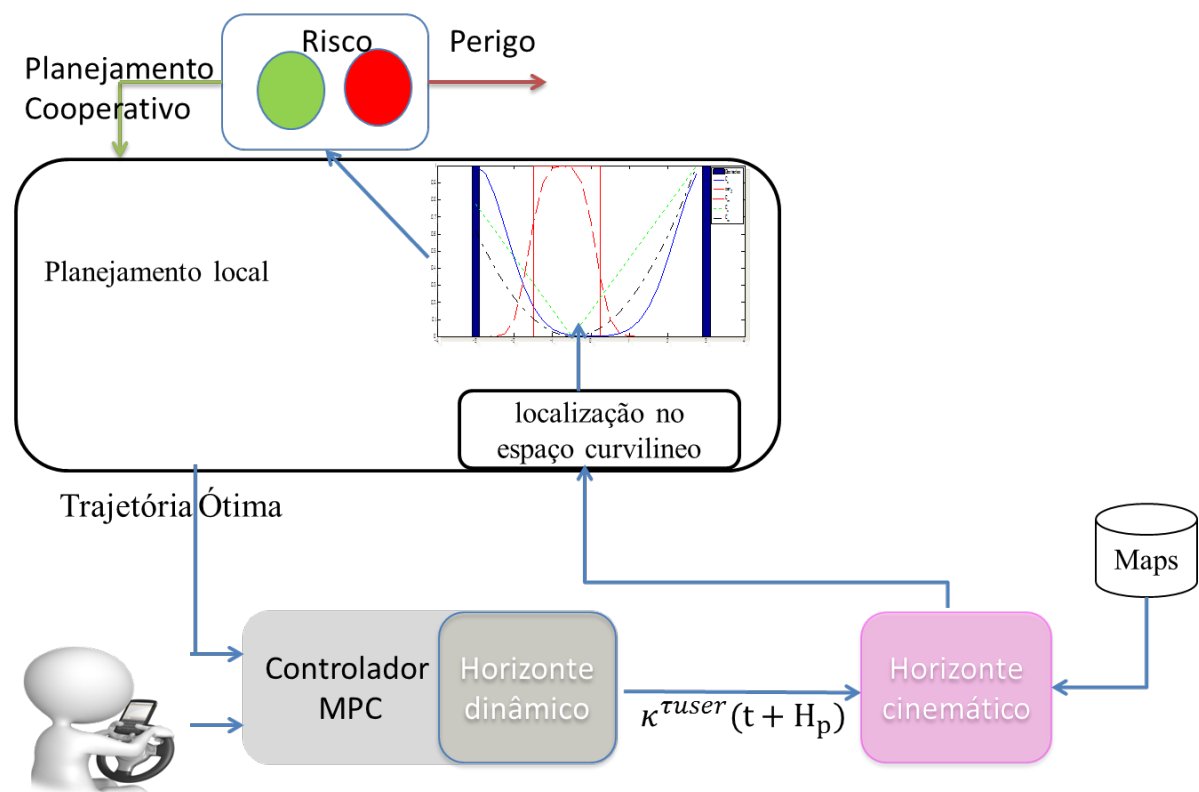 Risco
Perigo
Planejamento
Cooperativo
Planejamento local
localização no
espaço curvilineo
Trajetória Ótima
Maps
Controlador
MPC
Horizonte
dinâmico
κ^τuser(t + H_p)
Horizonte
cinemático